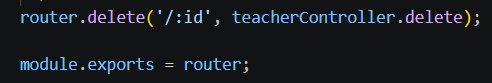 router.delete('/:id', teacherController.delete);
module.exports = router;